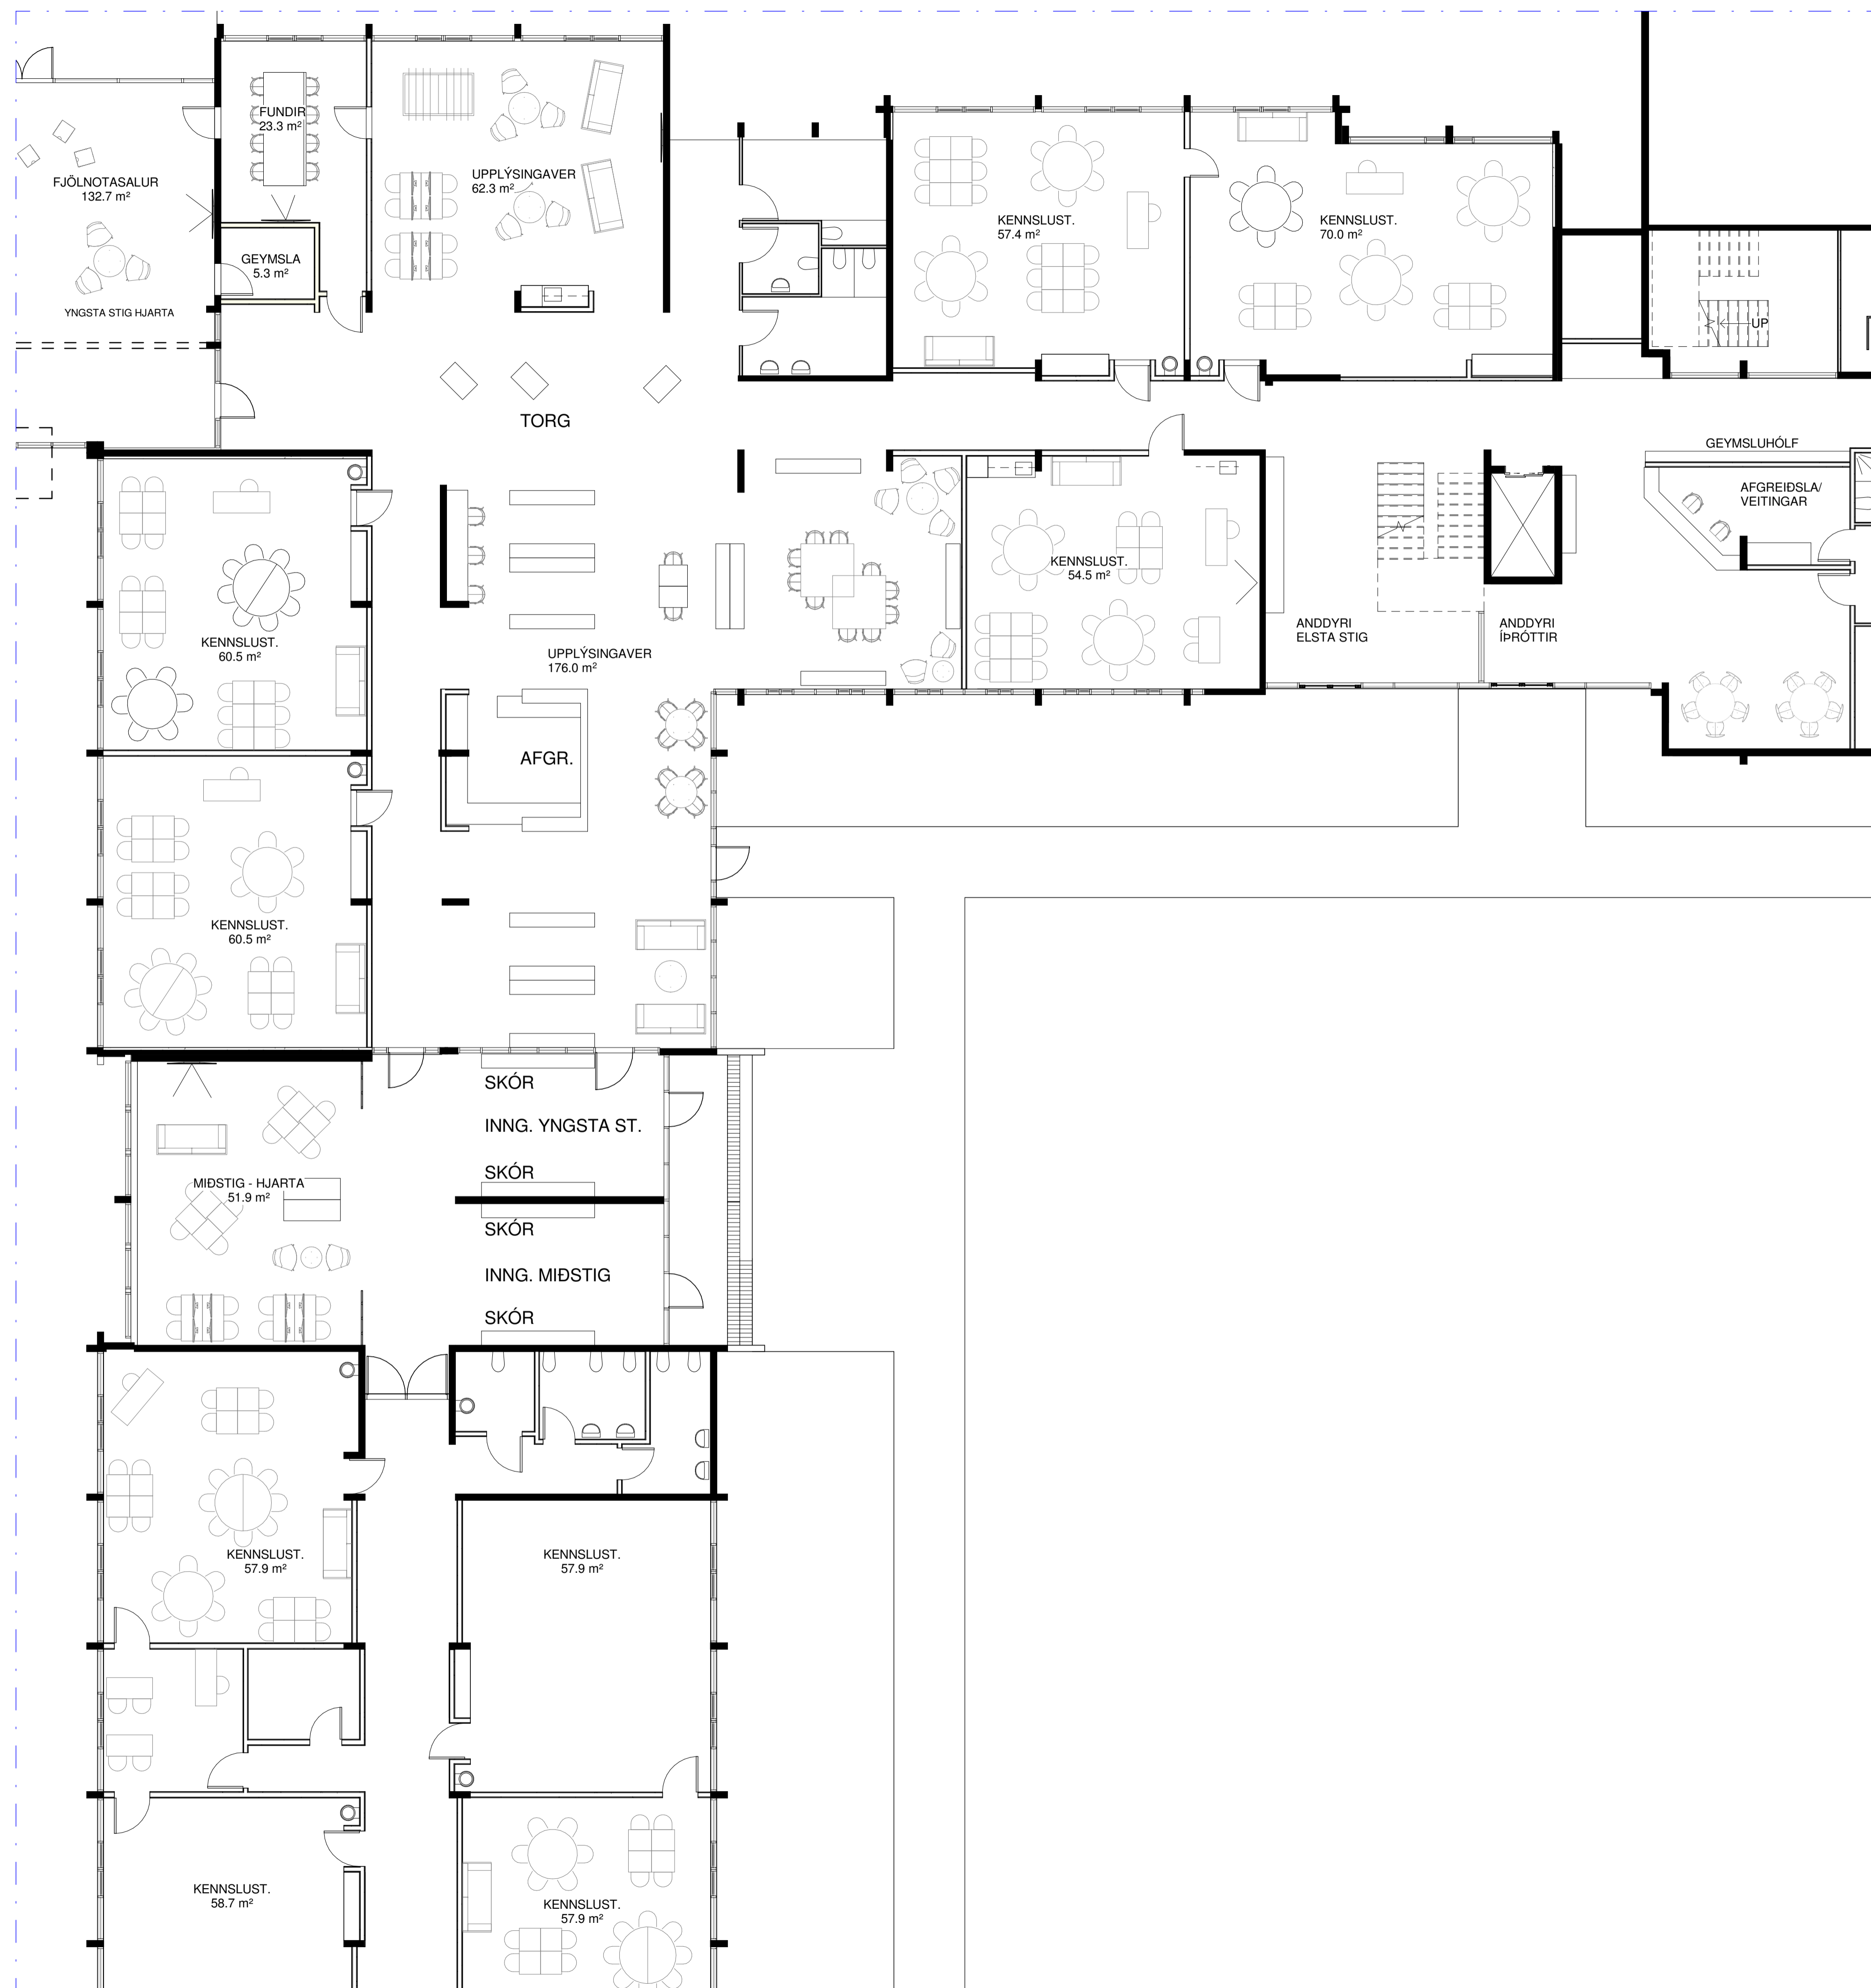 FUNDIR
23.3 m²
FJÖLNOTASALUR
132.7 m²
UPPLÝSINGAVER
62.3 m²
KENNSLUST.
57.4 m²
KENNSLUST.
70.0 m²
GEYMSLA
5.3 m²
YNGSTA STIG HJARTA
UP
TORG
GEYMSLUHÓLF
AFGREIÐSLA/
VEITINGAR
KENNSLUST.
54.5 m²
ANDDYRI
ELSTA STIG
ANDDYRI
ÍÞRÓTTIR
KENNSLUST.
60.5 m²
UPPLÝSINGAVER
176.0 m²
AFGR.
KENNSLUST.
60.5 m²
SKÓR
INNG. YNGSTA ST.
SKÓR
MIÐSTIG - HJARTA
51.9 m²
SKÓR
INNG. MIÐSTIG
SKÓR
KENNSLUST.
57.9 m²
KENNSLUST.
57.9 m²
KENNSLUST.
58.7 m²
KENNSLUST.
57.9 m²